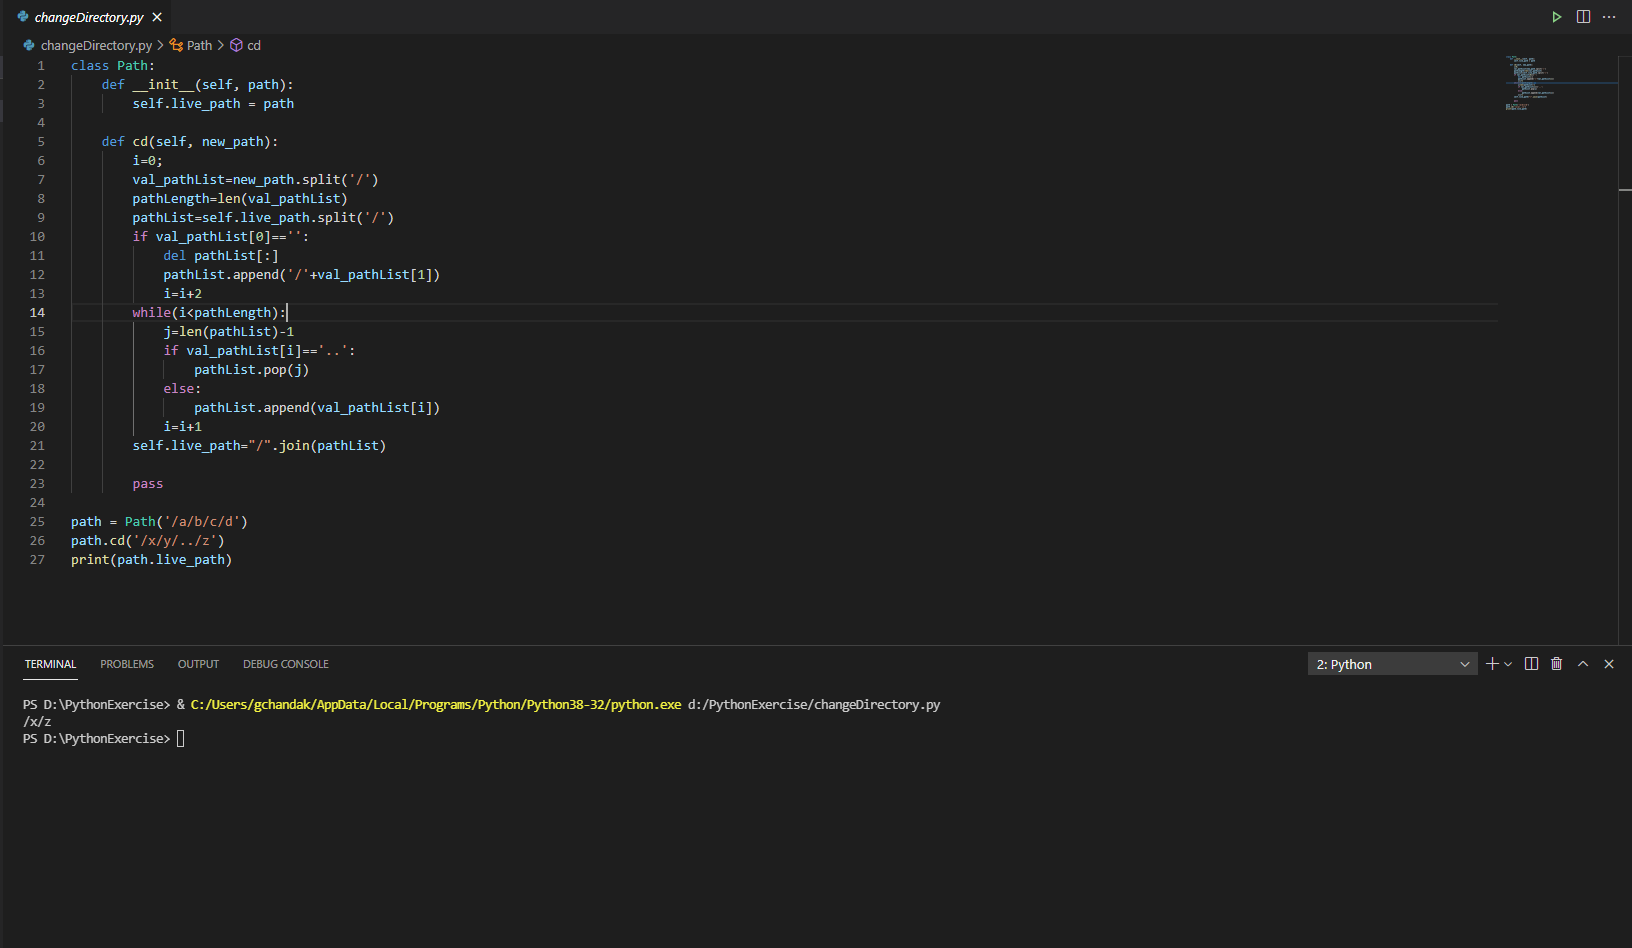 changeDirectory.py
changeDirectory.py > Path > cd
1 class Path:
2     def __init__(self, path):
3         self.live_path = path
4
5     def cd(self, new_path):
6         i=0;
7         val_pathList=new_path.split('/')
8         pathLength=len(val_pathList)
9         pathList=self.live_path.split('/')
10         if val_pathList[0]=='':
11             del pathList[:]
12             pathList.append('/'+val_pathList[1])
13             i=i+2
14         while(i<pathLength):
15             j=len(pathList)-1
16             if val_pathList[i]=='..':
17                 pathList.pop(j)
18             else:
19                 pathList.append(val_pathList[i])
20             i=i+1
21         self.live_path="/".join(pathList)
22
23         pass
24
25 path = Path('/a/b/c/d')
26 path.cd('/x/y/../z')
27 print(path.live_path)
TERMINAL PROBLEMS OUTPUT DEBUG CONSOLE 2: Python
PS D:\PythonExercise> & C:/Users/gchandak/AppData/Local/Programs/Python/Python38-32/python.exe d:/PythonExercise/changeDirectory.py
/x/z
PS D:\PythonExercise>